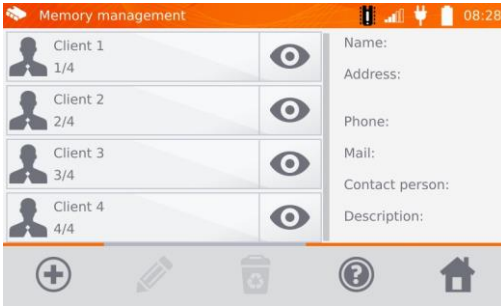 Memory management
08:28
Client 1
1/4
Client 2
2/4
Client 3
3/4
Client 4
4/4
Name:
Address:
Phone:
Mail:
Contact person:
Description: